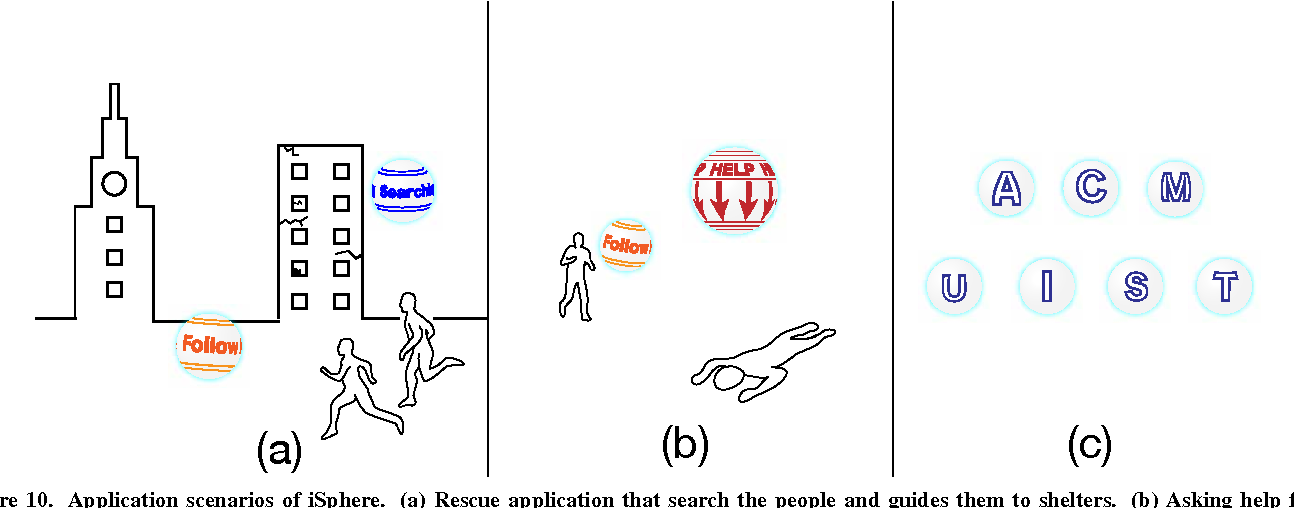 Searchi
Follow!
(a)
P HELP H
Follow
(b)
A C M
U I S T
(c)
re 10. Application scenarios of iSphere. (a) Rescue application that search the people and guides them to shelters. (b) Asking help f